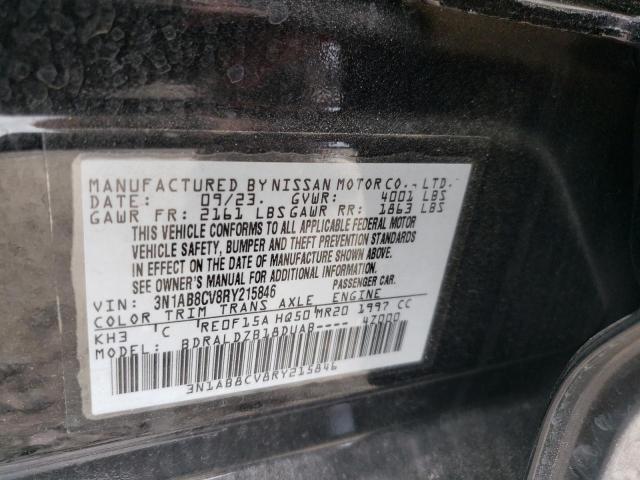 MANUFACTURED BY NISSAN MOTOR CO., LTD.
DATE: 09/23. GVWR: 4001 LBS
GAWR FR: 2161 LBS GAWR RR: 1863 LBS
THIS VEHICLE CONFORMS TO ALL APPLICABLE FEDERAL MOTOR
VEHICLE SAFETY, BUMPER AND THEFT PREVENTION STANDARDS
IN EFFECT ON THE DATE OF MANUFACTURE SHOWN ABOVE.
SEE OWNER'S MANUAL FOR ADDITIONAL INFORMATION.
VIN: 3N1AB8CV8RY215846 PASSENGER CAR.
COLOR TRIM TRANS AXLE ENGINE
KH3 'C RE0F15A HQ50 MR20 1997 CC
MODEL: BDRALDZB18DUAB---- 47000
3N1AB8CV8RY215846